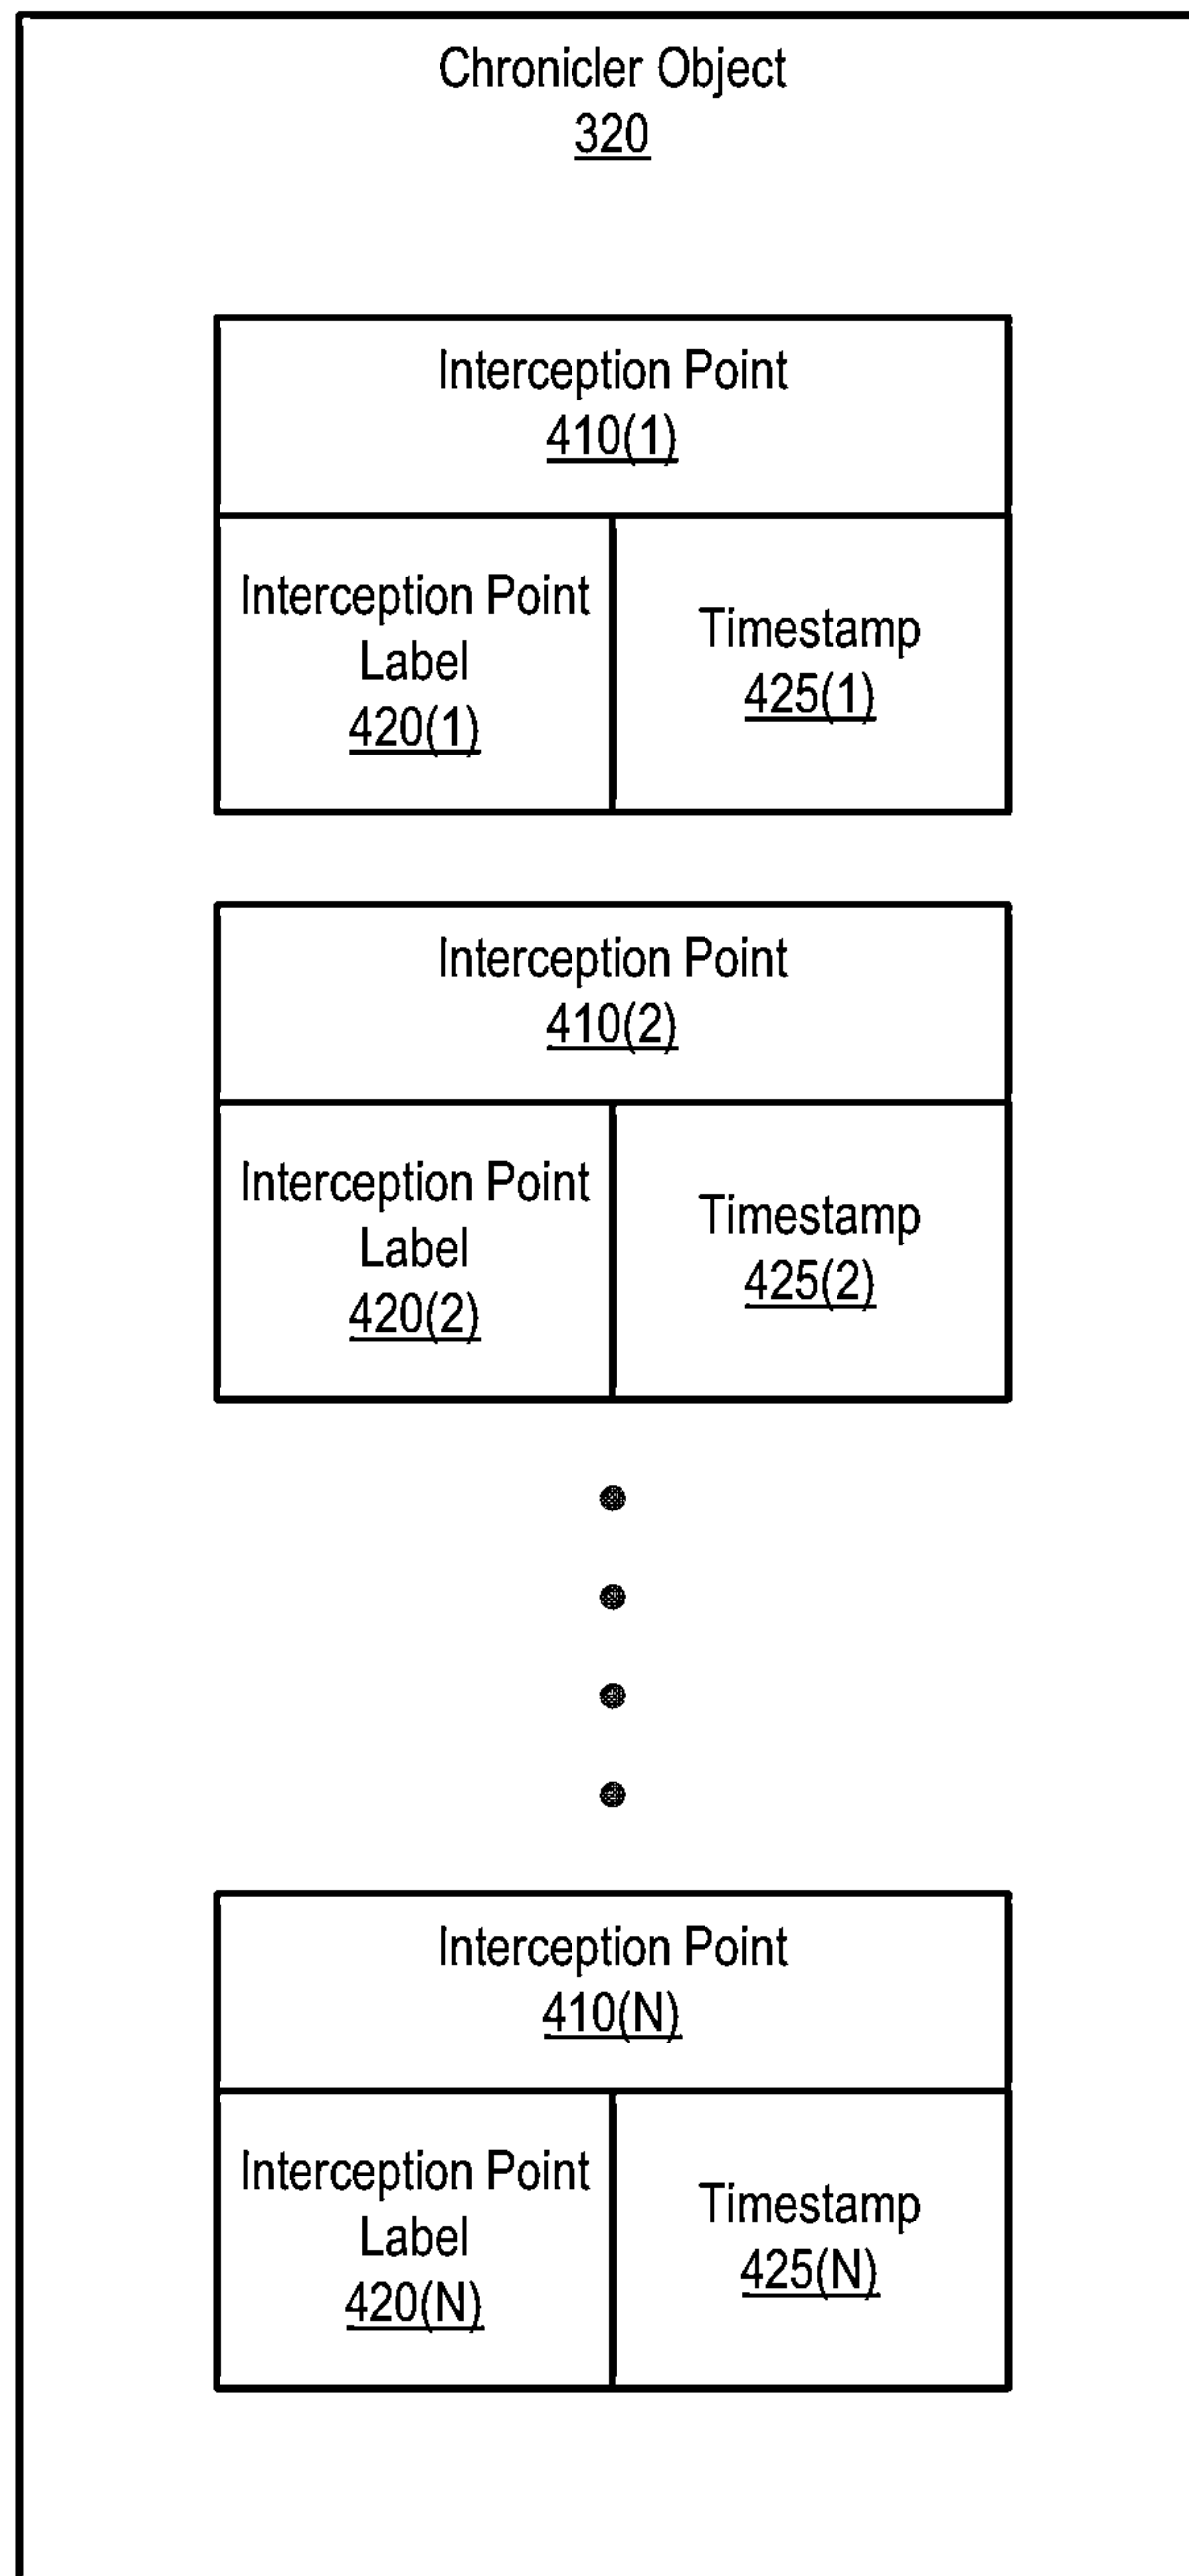 Chronicler Object
320
Interception Point
410(1)
Interception Point
Label
420(1)
Timestamp
425(1)
Interception Point
410(2)
Interception Point
Label
420(2)
Timestamp
425(2)
Interception Point
410(N)
Interception Point
Label
420(N)
Timestamp
425(N)